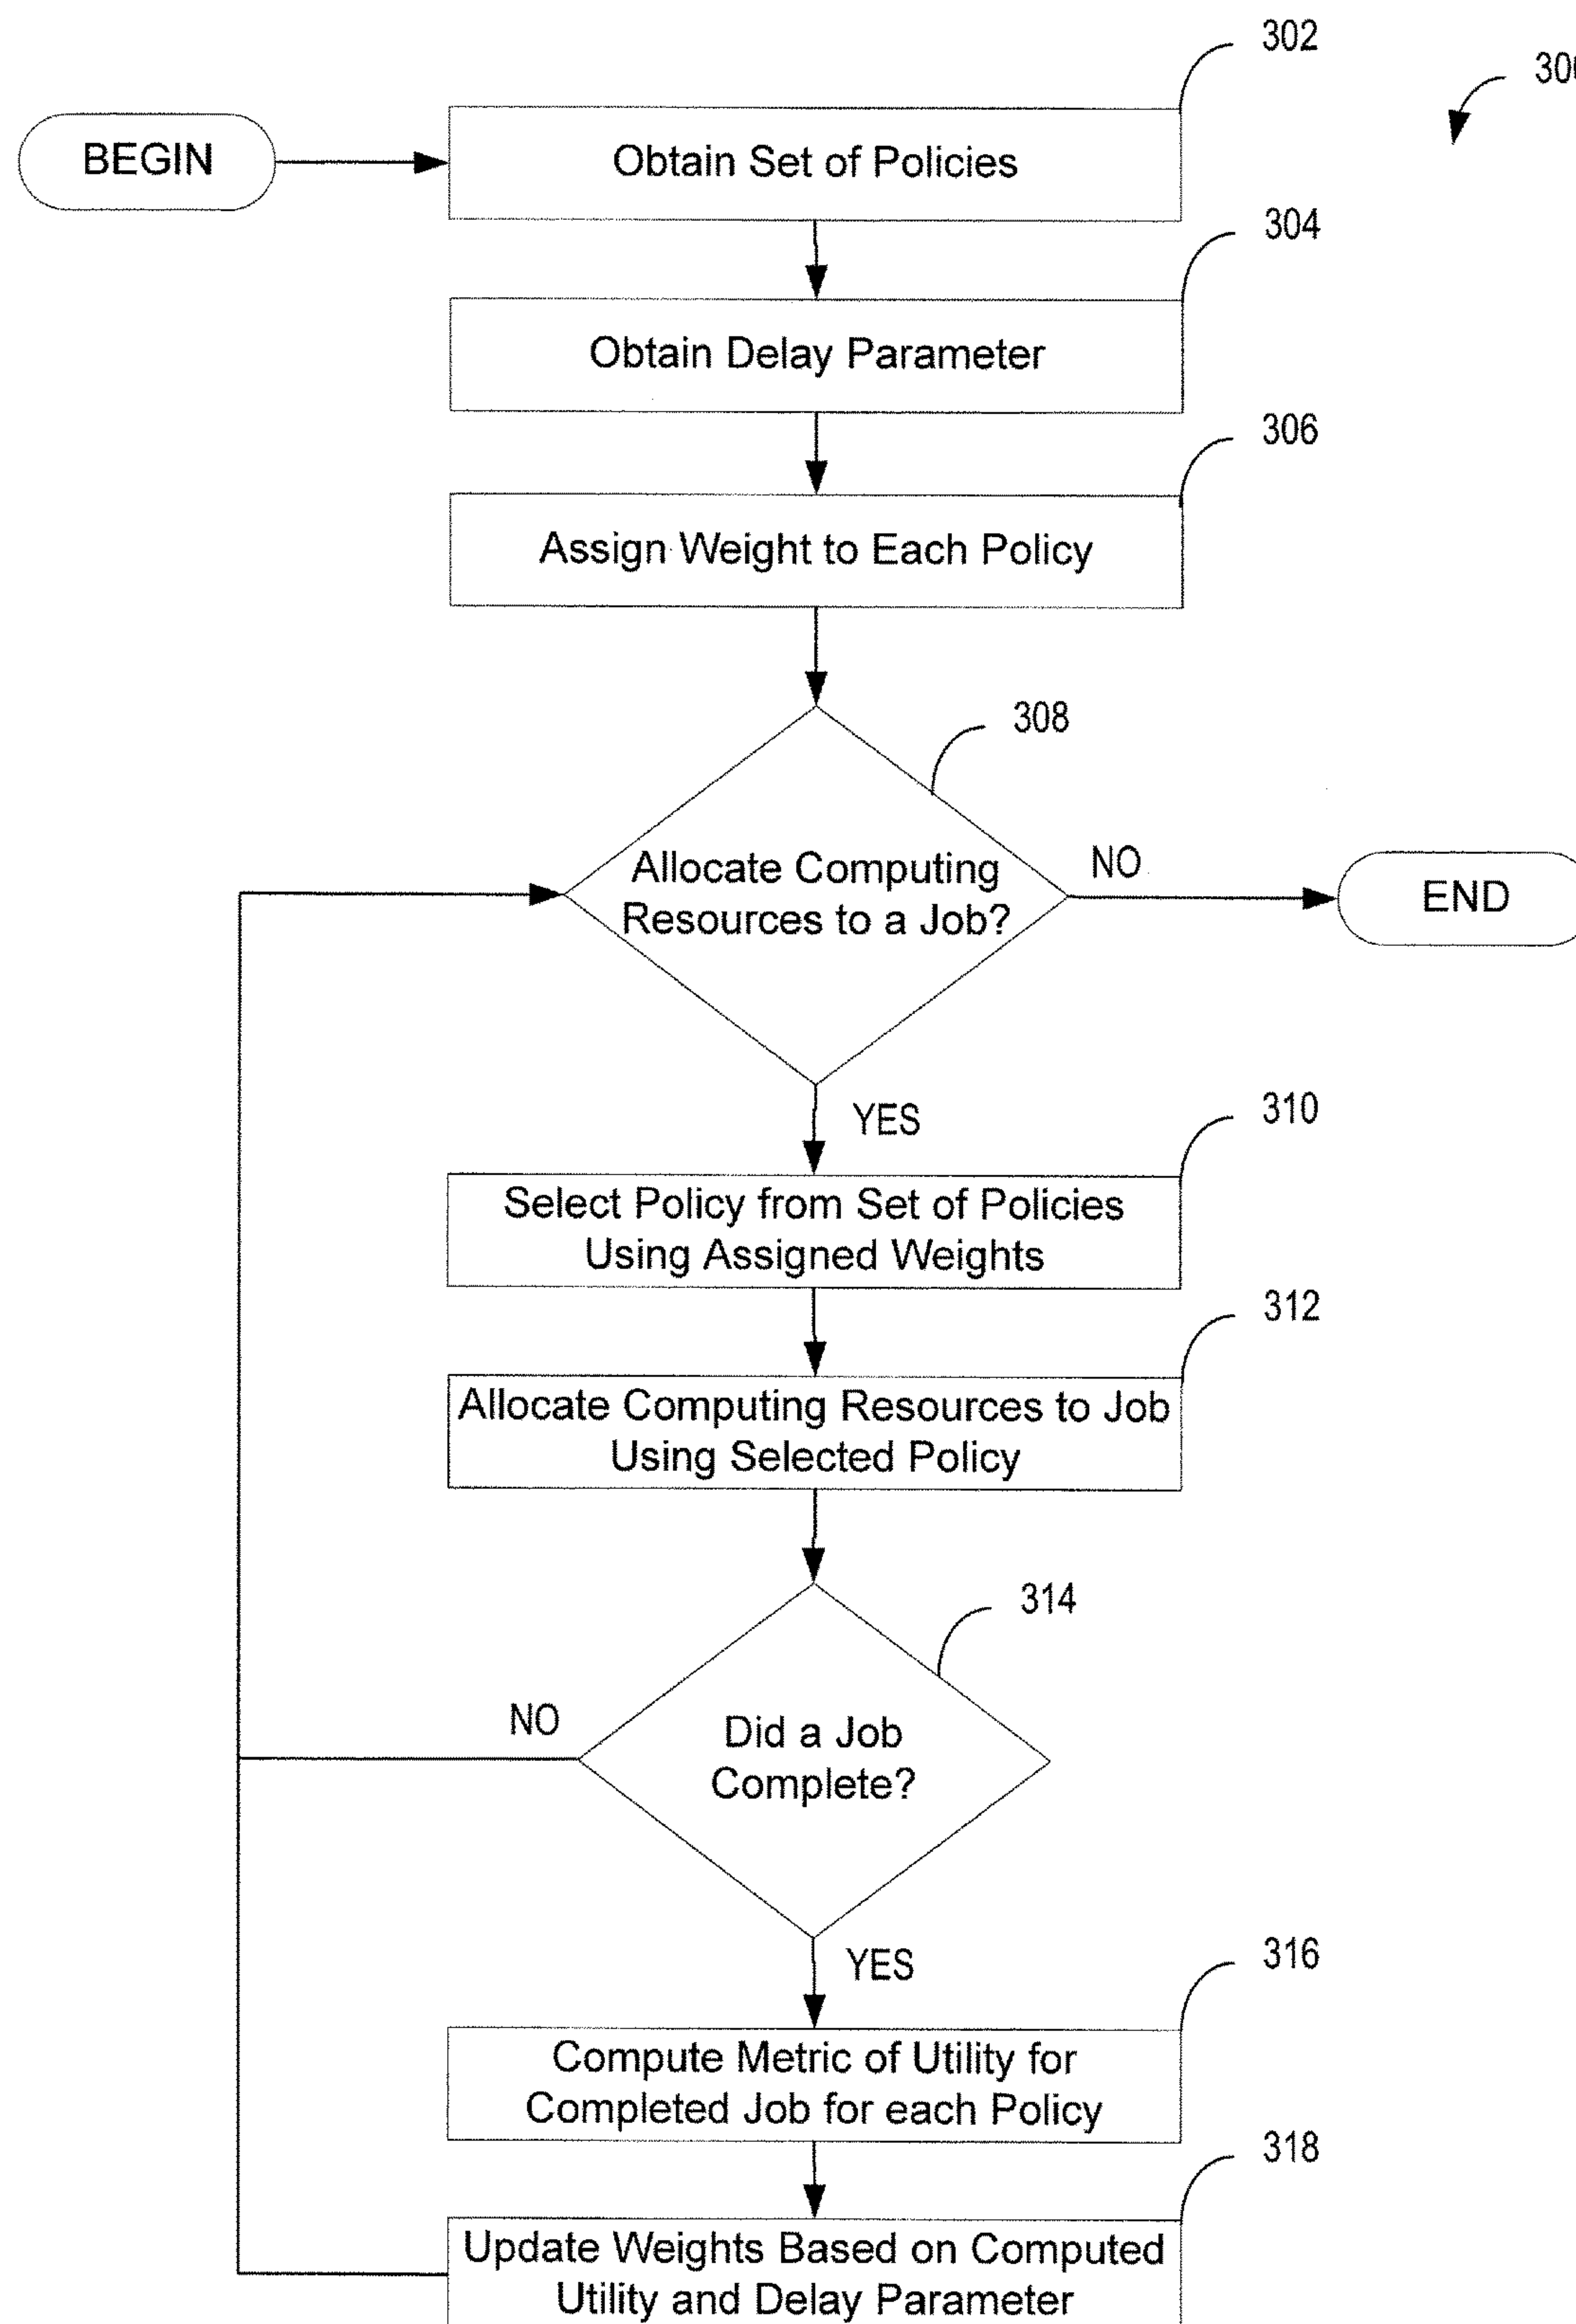 302
BEGIN
Obtain Set of Policies
304
Obtain Delay Parameter
306
Assign Weight to Each Policy
308
Allocate Computing
Resources to a Job?
NO
END
YES
310
Select Policy from Set of Policies
Using Assigned Weights
312
Allocate Computing Resources to Job
Using Selected Policy
314
NO
Did a Job
Complete?
YES
316
Compute Metric of Utility for
Completed Job for each Policy
318
Update Weights Based on Computed
Utility and Delay Parameter